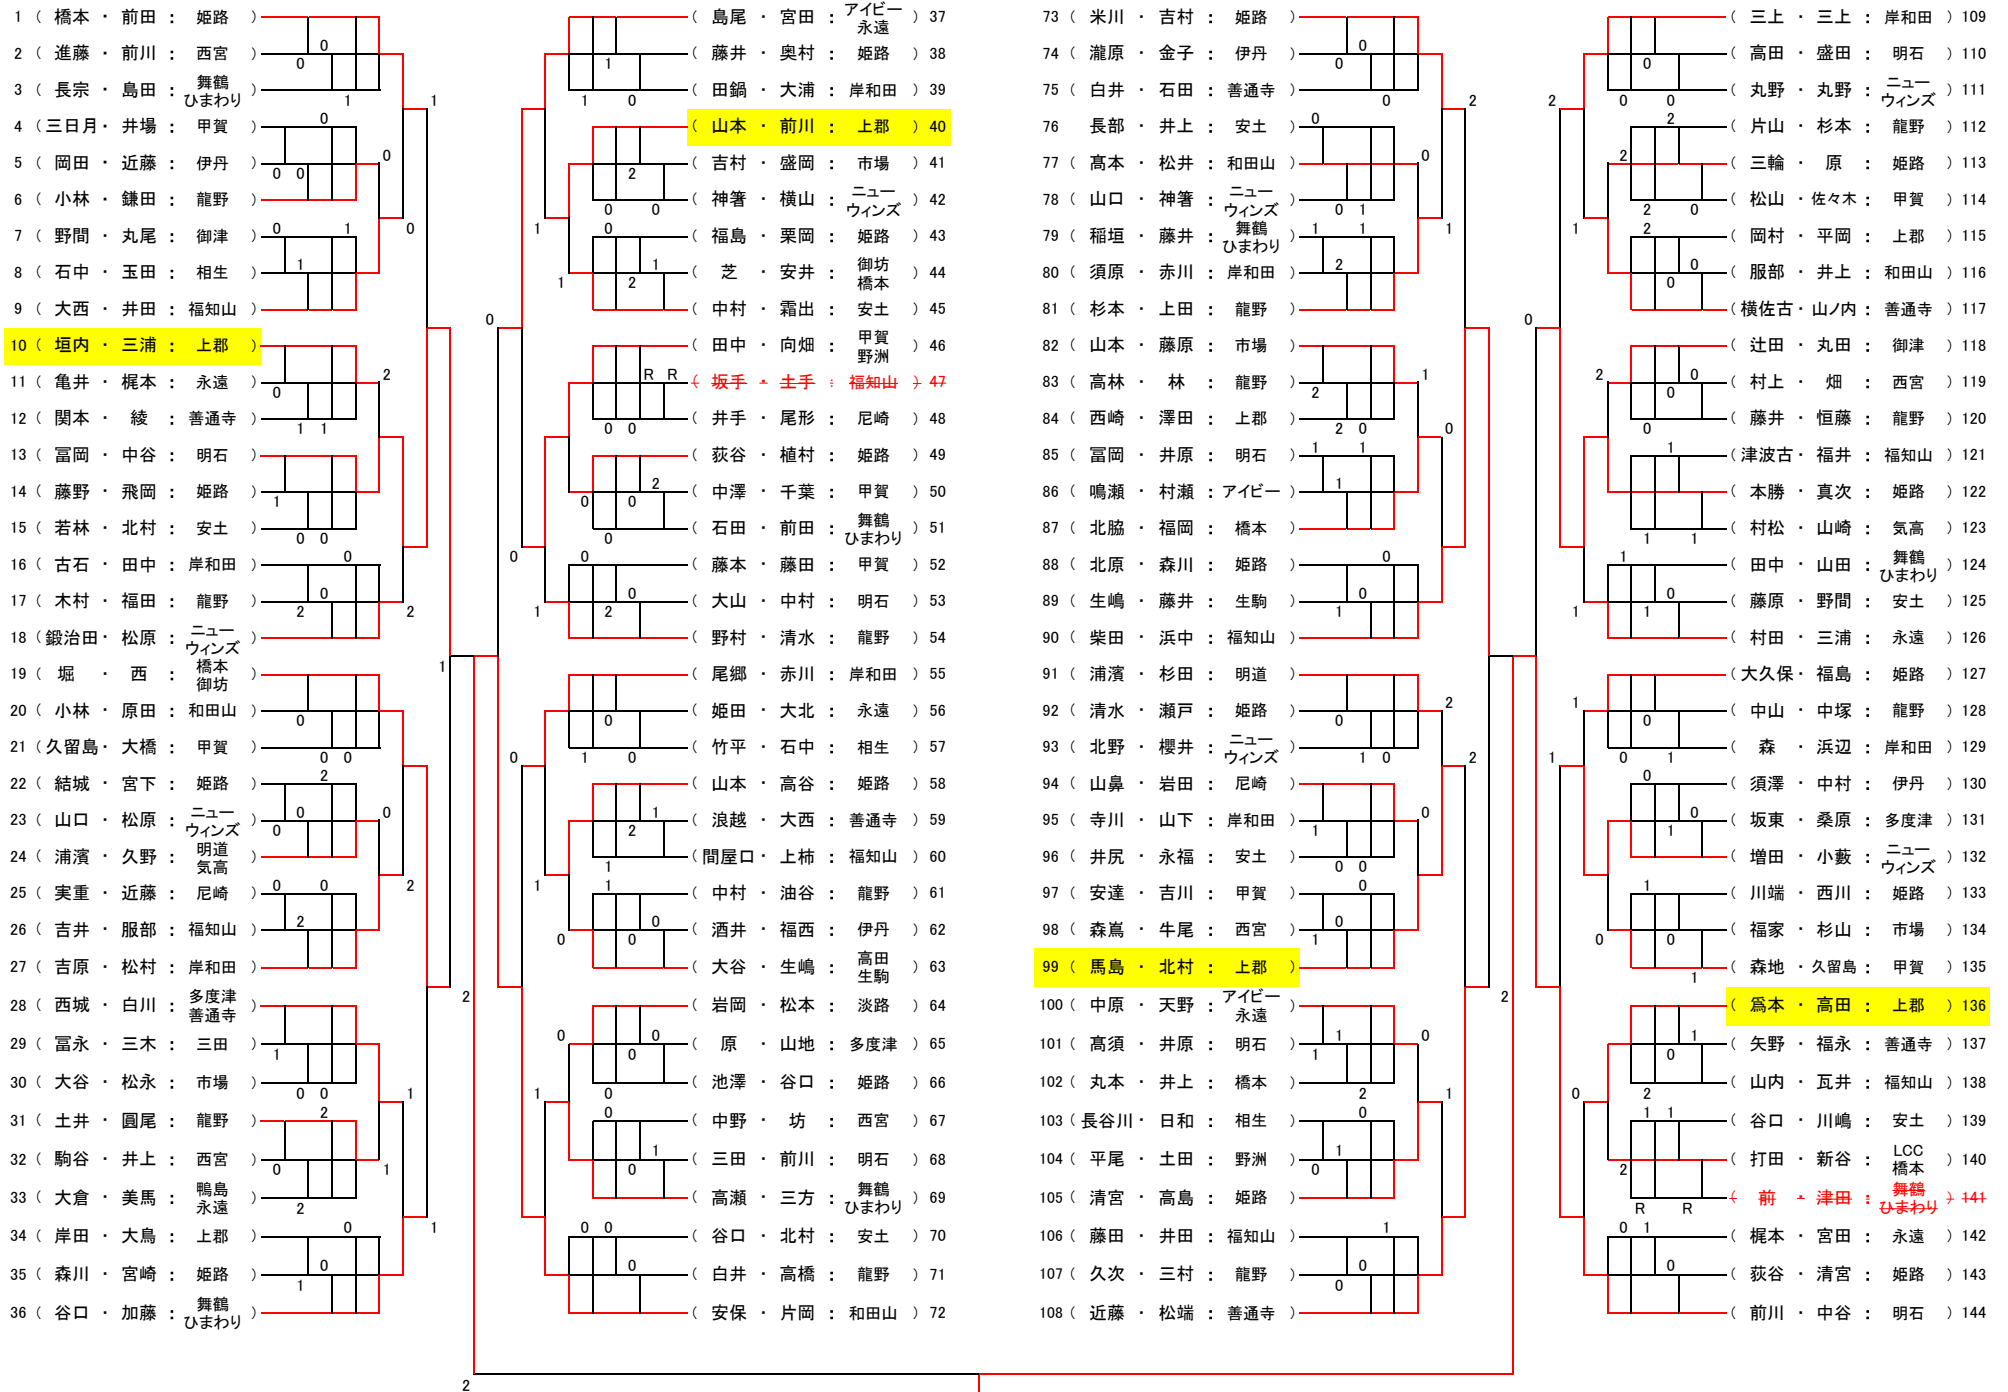 1 ( 橋本 ・ 前田 : 姫路 )
2 ( 進藤 ・ 前川 : 西宮 )
3 ( 長宗 ・ 島田 : 舞鶴 ひまわり )
4 ( 三日月 ・ 井場 : 甲賀 )
5 ( 岡田 ・ 近藤 : 伊丹 )
6 ( 小林 ・ 鎌田 : 龍野 )
7 ( 野間 ・ 丸尾 : 御津 )
8 ( 石中 ・ 玉田 : 相生 )
9 ( 大西 ・ 井田 : 福知山 )
10 ( 垣内 ・ 三浦 : 上郡 )
11 ( 亀井 ・ 梶本 : 永遠 )
12 ( 関本 ・ 綾 : 善通寺 )
13 ( 冨岡 ・ 中谷 : 明石 )
14 ( 藤野 ・ 飛岡 : 姫路 )
15 ( 若林 ・ 北村 : 安土 )
16 ( 古石 ・ 田中 : 岸和田 )
17 ( 木村 ・ 福田 : 龍野 )
18 ( 鍛治田 ・ 松原 : ニュー ウィンズ )
19 ( 堀 ・ 西 : 橋本 御坊 )
20 ( 小林 ・ 原田 : 和田山 )
21 ( 久留島 ・ 大橋 : 甲賀 )
22 ( 結城 ・ 宮下 : 姫路 )
23 ( 山口 ・ 松原 : ニュー ウィンズ )
24 ( 浦濱 ・ 久野 : 明道 気高 )
25 ( 実重 ・ 近藤 : 尼崎 )
26 ( 吉井 ・ 服部 : 福知山 )
27 ( 吉原 ・ 松村 : 岸和田 )
28 ( 西城 ・ 白川 : 多度津 善通寺 )
29 ( 冨永 ・ 三木 : 三田 )
30 ( 大谷 ・ 松永 : 市場 )
31 ( 土井 ・ 圓尾 : 龍野 )
32 ( 駒谷 ・ 井上 : 西宮 )
33 ( 大倉 ・ 美馬 : 鴨島 永遠 )
34 ( 岸田 ・ 大鳥 : 上郡 )
35 ( 森川 ・ 宮崎 : 姫路 )
36 ( 谷口 ・ 加藤 : 舞鶴 ひまわり )
( 島尾 ・ 宮田 : アイビー 永遠 ) 37
( 藤井 ・ 奥村 : 姫路 ) 38
( 田鍋 ・ 大浦 : 岸和田 ) 39
( 山本 ・ 前川 : 上郡 ) 40
( 吉村 ・ 盛岡 : 市場 ) 41
( 神箸 ・ 横山 : ニュー ウィンズ ) 42
( 福島 ・ 栗岡 : 姫路 ) 43
( 芝 ・ 安井 : 御坊 橋本 ) 44
( 中村 ・ 霜出 : 安土 ) 45
( 田中 ・ 向畑 : 甲賀 野洲 ) 46
( 坂手 ・ 土手 : 福知山 ) 47
( 井手 ・ 尾形 : 尼崎 ) 48
( 荻谷 ・ 植村 : 姫路 ) 49
( 中澤 ・ 千葉 : 甲賀 ) 50
( 石田 ・ 前田 : 舞鶴 ひまわり ) 51
( 藤本 ・ 藤田 : 甲賀 ) 52
( 大山 ・ 中村 : 明石 ) 53
( 野村 ・ 清水 : 龍野 ) 54
( 尾郷 ・ 赤川 : 岸和田 ) 55
( 姫田 ・ 大北 : 永遠 ) 56
( 竹平 ・ 石中 : 相生 ) 57
( 山本 ・ 高谷 : 姫路 ) 58
( 浪越 ・ 大西 : 善通寺 ) 59
( 間屋口 ・ 上柿 : 福知山 ) 60
( 中村 ・ 油谷 : 龍野 ) 61
( 酒井 ・ 福西 : 伊丹 ) 62
( 大谷 ・ 生嶋 : 高田 生駒 ) 63
( 岩岡 ・ 松本 : 淡路 ) 64
( 原 ・ 山地 : 多度津 ) 65
( 池澤 ・ 谷口 : 姫路 ) 66
( 中野 ・ 坊 : 西宮 ) 67
( 三田 ・ 前川 : 明石 ) 68
( 高瀬 ・ 三方 : 舞鶴 ひまわり ) 69
( 谷口 ・ 北村 : 安土 ) 70
( 白井 ・ 高橋 : 龍野 ) 71
( 安保 ・ 片岡 : 和田山 ) 72
73 ( 米川 ・ 吉村 : 姫路 )
74 ( 瀧原 ・ 金子 : 伊丹 )
75 ( 白井 ・ 石田 : 善通寺 )
76 長部 ・ 井上 : 安土 )
77 ( 髙本 ・ 松井 : 和田山 )
78 ( 山口 ・ 神箸 : ニュー ウィンズ )
79 ( 稲垣 ・ 藤井 : 舞鶴 ひまわり )
80 ( 須原 ・ 赤川 : 岸和田 )
81 ( 杉本 ・ 上田 : 龍野 )
82 ( 山本 ・ 藤原 : 市場 )
83 ( 高林 ・ 林 : 龍野 )
84 ( 西崎 ・ 澤田 : 上郡 )
85 ( 冨岡 ・ 井原 : 明石 )
86 ( 鳴瀬 ・ 村瀬 : アイビー )
87 ( 北脇 ・ 福岡 : 橋本 )
88 ( 北原 ・ 森川 : 姫路 )
89 ( 生嶋 ・ 藤井 : 生駒 )
90 ( 柴田 ・ 浜中 : 福知山 )
91 ( 浦濱 ・ 杉田 : 明道 )
92 ( 清水 ・ 瀬戸 : 姫路 )
93 ( 北野 ・ 櫻井 : ニュー ウィンズ )
94 ( 山鼻 ・ 岩田 : 尼崎 )
95 ( 寺川 ・ 山下 : 岸和田 )
96 ( 井尻 ・ 永福 : 安土 )
97 ( 安達 ・ 吉川 : 甲賀 )
98 ( 森嶌 ・ 牛尾 : 西宮 )
99 ( 馬島 ・ 北村 : 上郡 )
100 ( 中原 ・ 天野 : アイビー 永遠 )
101 ( 髙須 ・ 井原 : 明石 )
102 ( 丸本 ・ 井上 : 橋本 )
103 ( 長谷川 ・ 日和 : 相生 )
104 ( 平尾 ・ 土田 : 野洲 )
105 ( 清宮 ・ 高島 : 姫路 )
106 ( 藤田 ・ 井田 : 福知山 )
107 ( 久次 ・ 三村 : 龍野 )
108 ( 近藤 ・ 松端 : 善通寺 )
( 三上 ・ 三上 : 岸和田 ) 109
( 高田 ・ 盛田 : 明石 ) 110
( 丸野 ・ 丸野 : ニュー ウィンズ ) 111
( 片山 ・ 杉本 : 龍野 ) 112
( 三輪 ・ 原 : 姫路 ) 113
( 松山 ・ 佐々木 : 甲賀 ) 114
( 岡村 ・ 平岡 : 上郡 ) 115
( 服部 ・ 井上 : 和田山 ) 116
( 横佐古 ・ 山ノ内 : 善通寺 ) 117
( 辻田 ・ 丸田 : 御津 ) 118
( 村上 ・ 畑 : 西宮 ) 119
( 藤井 ・ 恒藤 : 龍野 ) 120
( 津波古 ・ 福井 : 福知山 ) 121
( 本勝 ・ 真次 : 姫路 ) 122
( 村松 ・ 山崎 : 気高 ) 123
( 田中 ・ 山田 : 舞鶴 ひまわり ) 124
( 藤原 ・ 野間 : 安土 ) 125
( 村田 ・ 三浦 : 永遠 ) 126
( 大久保 ・ 福島 : 姫路 ) 127
( 中山 ・ 中塚 : 龍野 ) 128
( 森 ・ 浜辺 : 岸和田 ) 129
( 須澤 ・ 中村 : 伊丹 ) 130
( 坂東 ・ 桑原 : 多度津 ) 131
( 増田 ・ 小藪 : ニュー ウィンズ ) 132
( 川端 ・ 西川 : 姫路 ) 133
( 福家 ・ 杉山 : 市場 ) 134
( 森地 ・ 久留島 : 甲賀 ) 135
( 爲本 ・ 高田 : 上郡 ) 136
( 矢野 ・ 福永 : 善通寺 ) 137
( 山内 ・ 瓦井 : 福知山 ) 138
( 谷口 ・ 川嶋 : 安土 ) 139
( 打田 ・ 新谷 : LCC 橋本 ) 140
( 前 ・ 津田 : 舞鶴 ひまわり ) 141
( 梶本 ・ 宮田 : 永遠 ) 142
( 荻谷 ・ 清宮 : 姫路 ) 143
( 前川 ・ 中谷 : 明石 ) 144